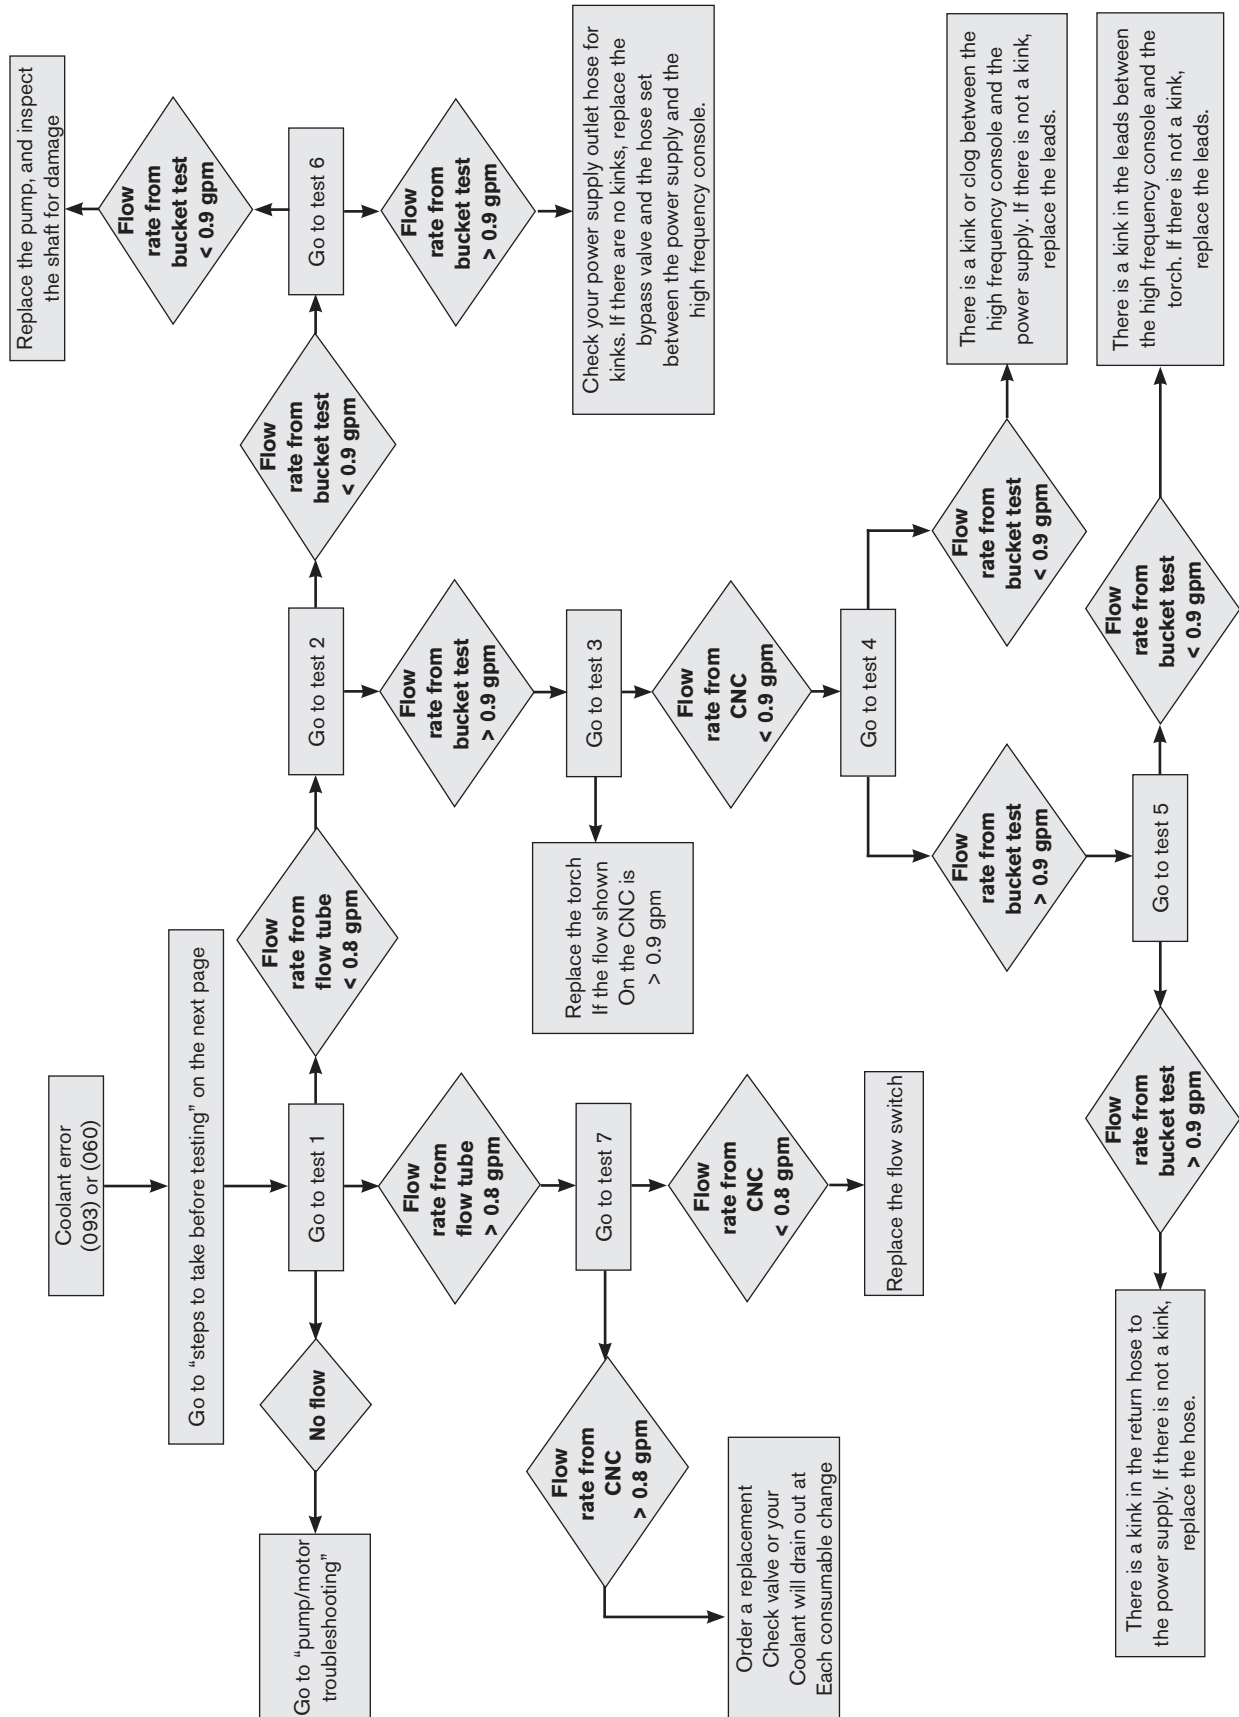 Coolant error
(093) or (060)
Go to “steps to take before testing” on the next page
Go to “pump/motor
troubleshooting”
No flow
Go to test 1
Flow
rate from
flow tube
< 0.8 gpm
Go to test 2
Flow
rate from
bucket test
< 0.9 gpm
Go to test 6
Flow
rate from
bucket test
< 0.9 gpm
Replace the pump, and inspect
the shaft for damage
Flow
rate from
flow tube
> 0.8 gpm
Flow
rate from
bucket test
> 0.9 gpm
Flow
rate from
bucket test
> 0.9 gpm
Go to test 7
Replace the torch
If the flow shown
On the CNC is
> 0.9 gpm
Go to test 3
Check your power supply outlet hose for
kinks. If there are no kinks, replace the
bypass valve and the hose set
between the power supply and the
high frequency console.
Flow
rate from
CNC
> 0.8 gpm
Flow
rate from
CNC
< 0.8 gpm
Flow
rate from
CNC
< 0.9 gpm
Order a replacement
Check valve or your
Coolant will drain out at
Each consumable change
Replace the flow switch
Go to test 4
Flow
rate from
bucket test
> 0.9 gpm
Flow
rate from
bucket test
< 0.9 gpm
There is a kink or clog between the
high frequency console and the
power supply. If there is not a kink,
replace the leads.
There is a kink in the return hose to
the power supply. If there is not a kink,
replace the hose.
Flow
rate from
bucket test
> 0.9 gpm
Go to test 5
Flow
rate from
bucket test
< 0.9 gpm
There is a kink in the leads between
the high frequency console and the
torch. If there is not a kink,
replace the leads.